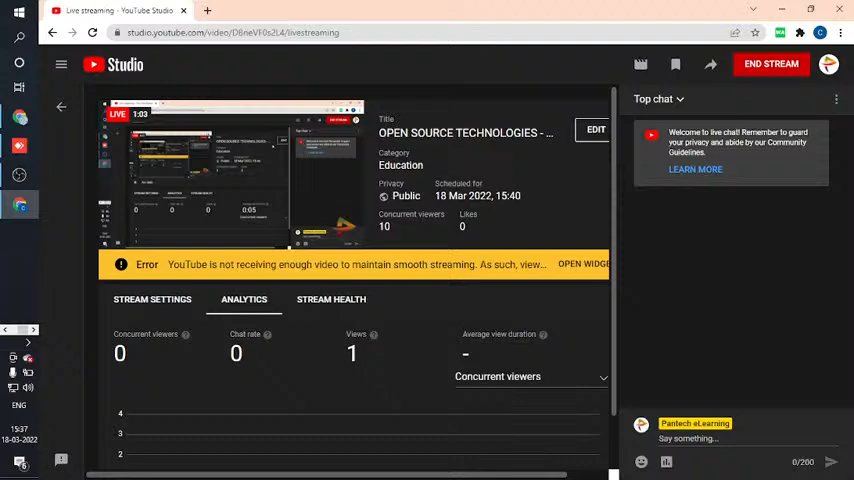 Live streaming - YouTube Studio
studio.youtube.com/video/D8neVF0s2L4/livestreaming
Studio
END STREAM
LIVE 1:03
Title
OPEN SOURCE TECHNOLOGIES - ...
EDIT
Category
Education
Privacy
Scheduled for
Public
18 Mar 2022, 15:40
Concurrent viewers
Likes
10
0
Error YouTube is not receiving enough video to maintain smooth streaming. As such, view...
OPEN WIDGE
STREAM SETTINGS
ANALYTICS
STREAM HEALTH
Concurrent viewers
Chat rate
Views
Average view duration
0
0
1
-
Concurrent viewers
4
3
2
Top chat
Welcome to live chat! Remember to guard
your privacy and abide by our Community
Guidelines.
LEARN MORE
Pantech eLearning
Say something...
0/200
ENG
15:37
18-03-2022